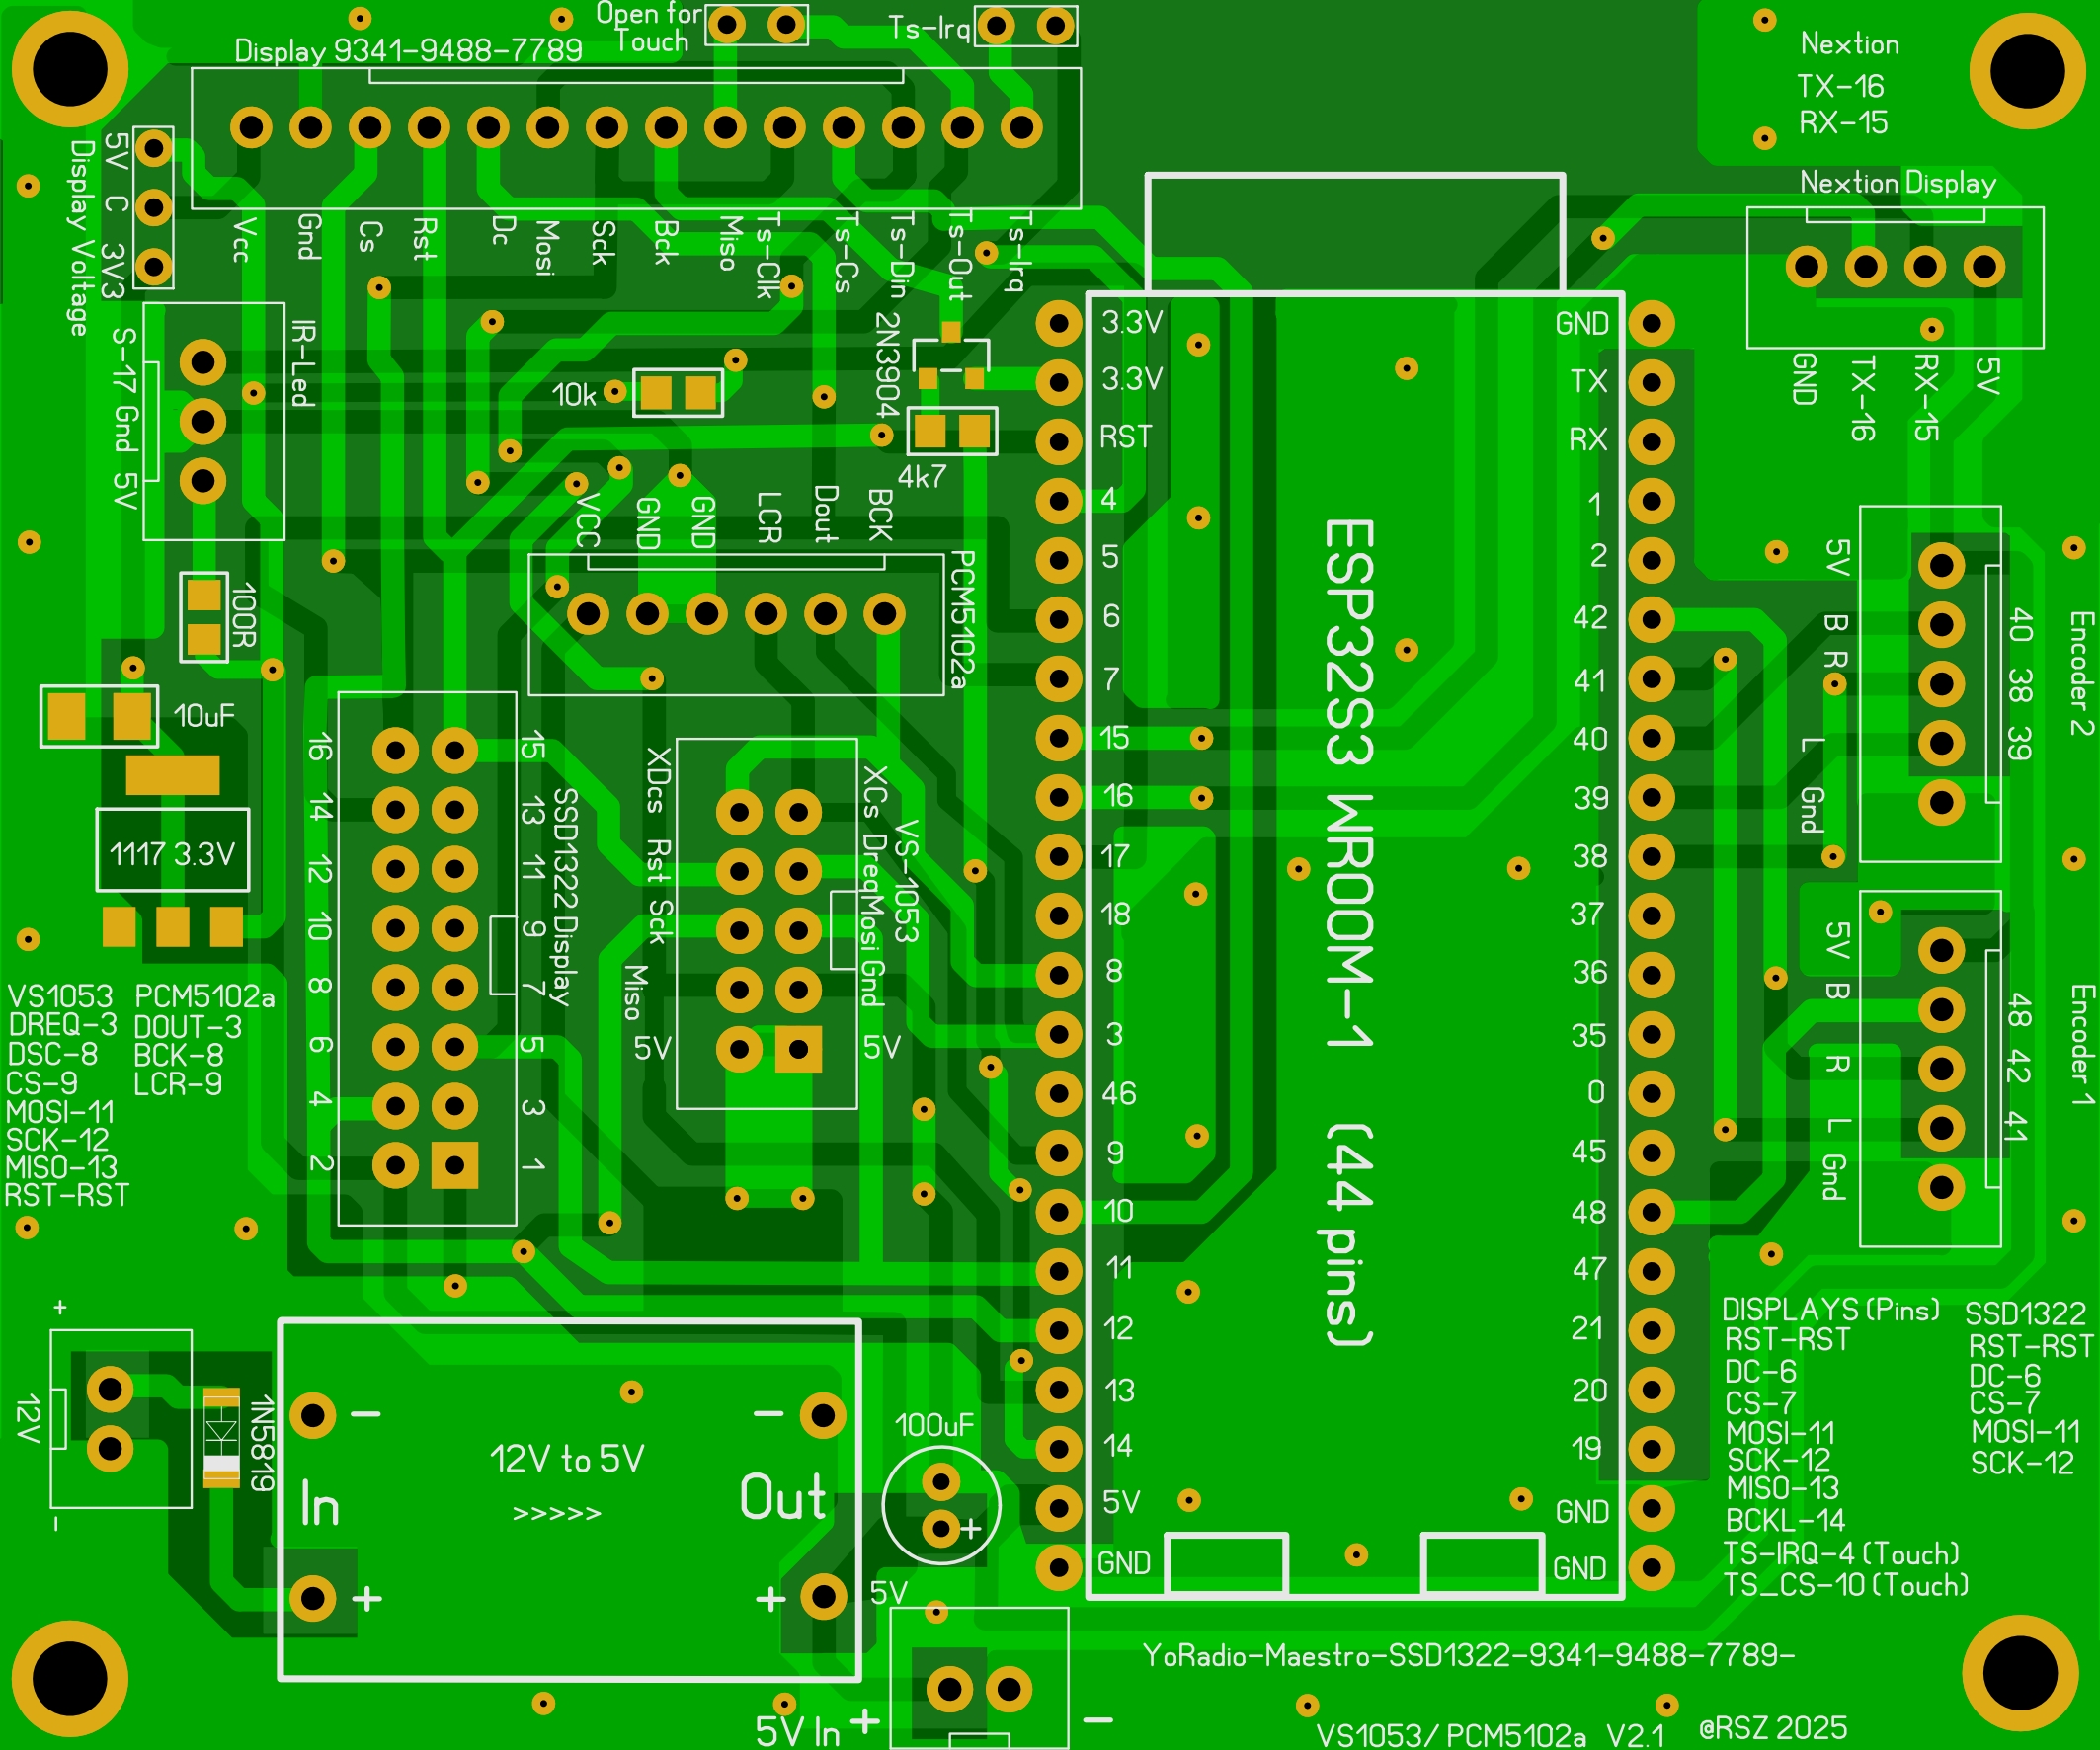 Open for
Touch
Ts-Irq
Display 9341-9488-7789
Nextion
TX-16
RX-15
Nextion Display
5V C 3V3
Display Voltage
Vcc
Gnd
Cs
Rst
Dc
Mosi
Sck
Bck
Miso
Ts-Clk
Ts-Cs
Ts-Din
Ts-Out
Ts-Irq
GND
TX-16
RX-15
5V
IR-Led
S-17 Gnd 5V
10k
2N3904
4k7
VCC
GND
GND
LCR
Dout
BCK
PCM5102a
100R
10uF
1117 3.3V
16
14
12
10
8
6
4
2
15
13
11
9
7
5
3
1
SSD1322 Display
XDcs Rst Sck
Miso
5V
XCs Dreq Mosi Gnd
5V
VS-1053
3.3V
3.3V
RST
4
5
6
7
15
16
17
18
8
3
46
9
10
11
12
13
14
5V
GND
ESP32S3 WROOM-1 (44 pins)
GND
TX
RX
1
2
42
41
40
39
38
37
36
35
0
45
48
47
21
20
19
GND
GND
5V
B
R
L
Gnd
40 38 39
Encoder 2
5V
B
R
L
Gnd
48 42 41
Encoder 1
VS1053
DREQ-3
DSC-8
CS-9
MOSI-11
SCK-12
MISO-13
RST-RST
PCM5102a
DOUT-3
BCK-8
LCR-9
+
12V
-
1N5819
In
-
+
12V to 5V
>>>>>
Out
-
+
100uF
+
5V
5V In + -
DISPLAYS (Pins)
RST-RST
DC-6
CS-7
MOSI-11
SCK-12
MISO-13
BCKL-14
TS-IRQ-4 (Touch)
TS_CS-10 (Touch)
SSD1322
RST-RST
DC-6
CS-7
MOSI-11
SCK-12
YoRadio-Maestro-SSD1322-9341-9488-7789-
VS1053/ PCM5102a V2.1
@RSZ 2025